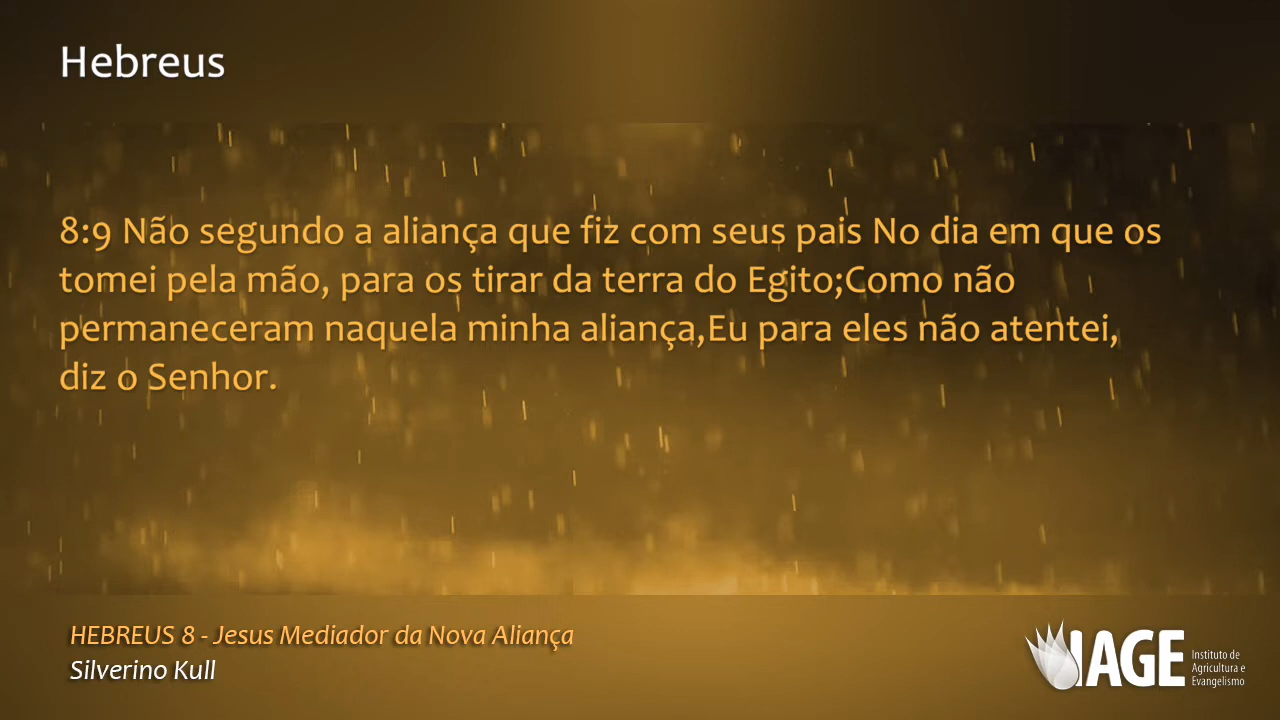 Hebreus
8:9 Não segundo a aliança que fiz com seus pais No dia em que os
tomei pela mão, para os tirar da terra do Egito;Como não
permaneceram naquela minha aliança,Eu para eles não atentei,
diz o Senhor.
HEBREUS 8 - Jesus Mediador da Nova Aliança
Silverino Kull
IAGE
Instituto de
Agricultura e
Evangelismo